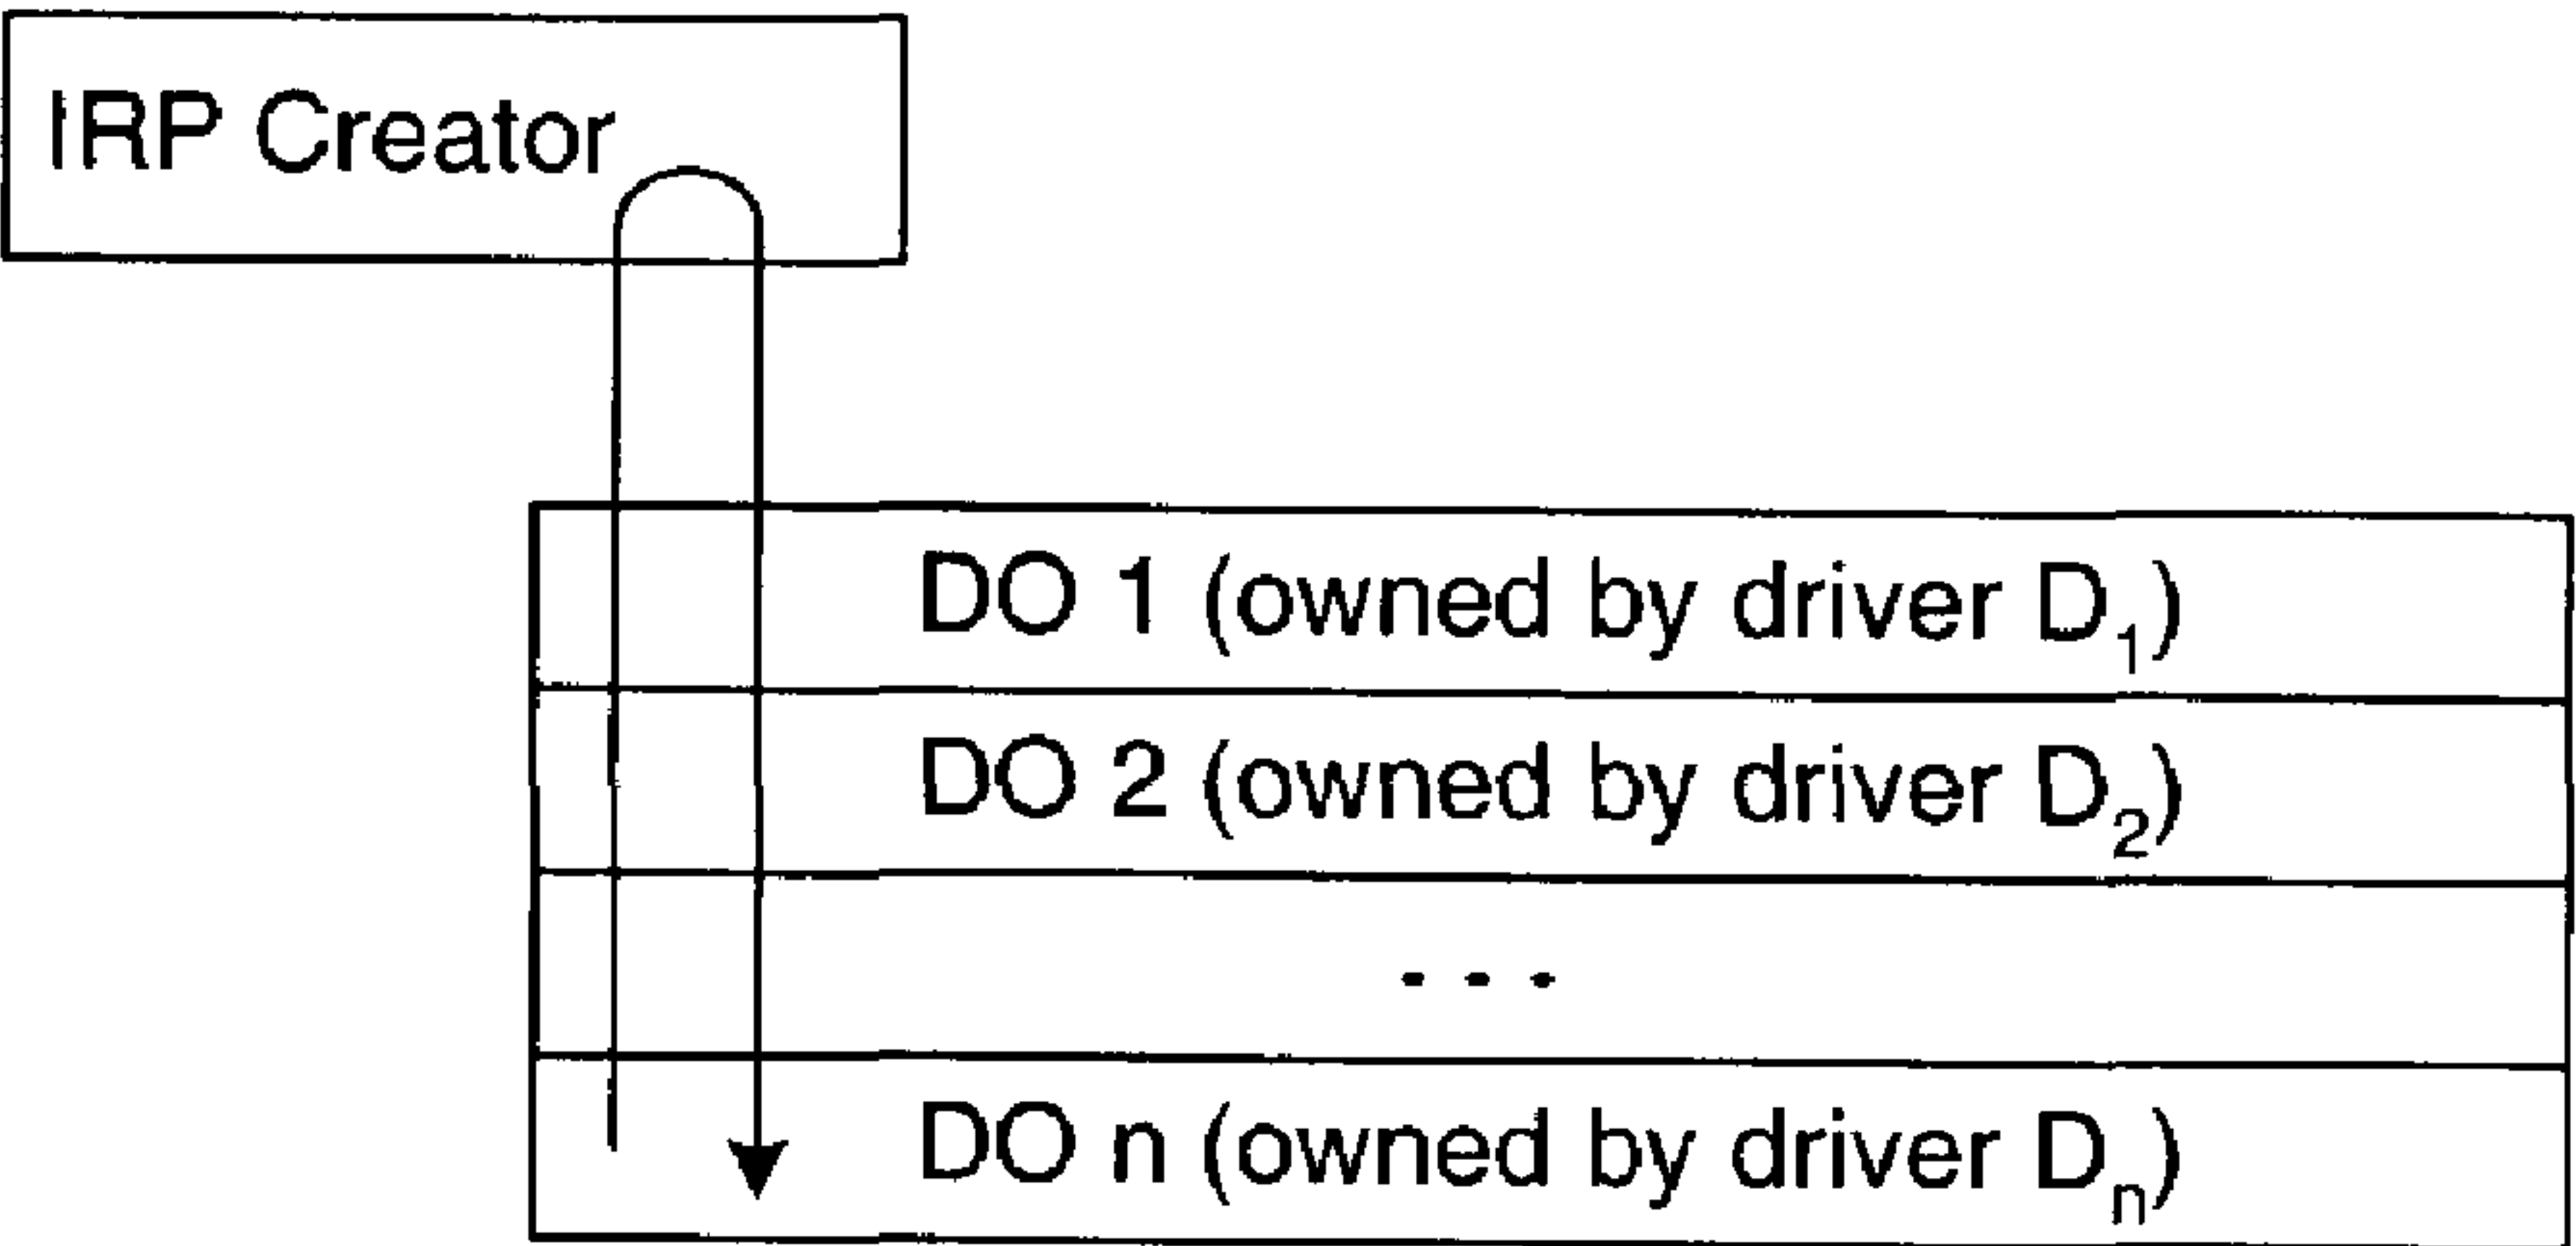 IRP Creator
DO 1 (owned by driver D₁)
DO 2 (owned by driver D₂)
...
DO n (owned by driver Dₙ)